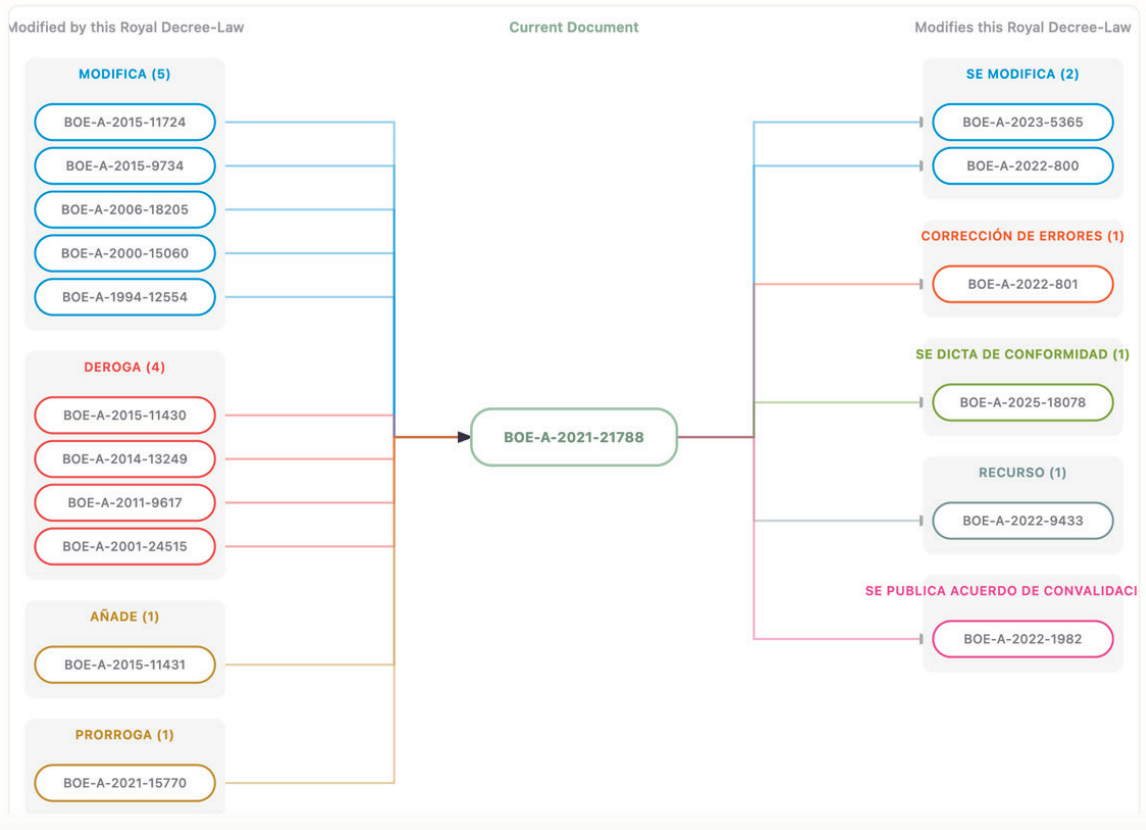 Modified by this Royal Decree-Law
Current Document
Modifies this Royal Decree-Law
MODIFICA (5)
BOE-A-2015-11724
BOE-A-2015-9734
BOE-A-2006-18205
BOE-A-2000-15060
BOE-A-1994-12554
DEROGA (4)
BOE-A-2015-11430
BOE-A-2014-13249
BOE-A-2011-9617
BOE-A-2001-24515
AÑADE (1)
BOE-A-2015-11431
PRORROGA (1)
BOE-A-2021-15770
BOE-A-2021-21788
SE MODIFICA (2)
BOE-A-2023-5365
BOE-A-2022-800
CORRECCIÓN DE ERRORES (1)
BOE-A-2022-801
SE DICTA DE CONFORMIDAD (1)
BOE-A-2025-18078
RECURSO (1)
BOE-A-2022-9433
SE PUBLICA ACUERDO DE CONVALIDACI
BOE-A-2022-1982